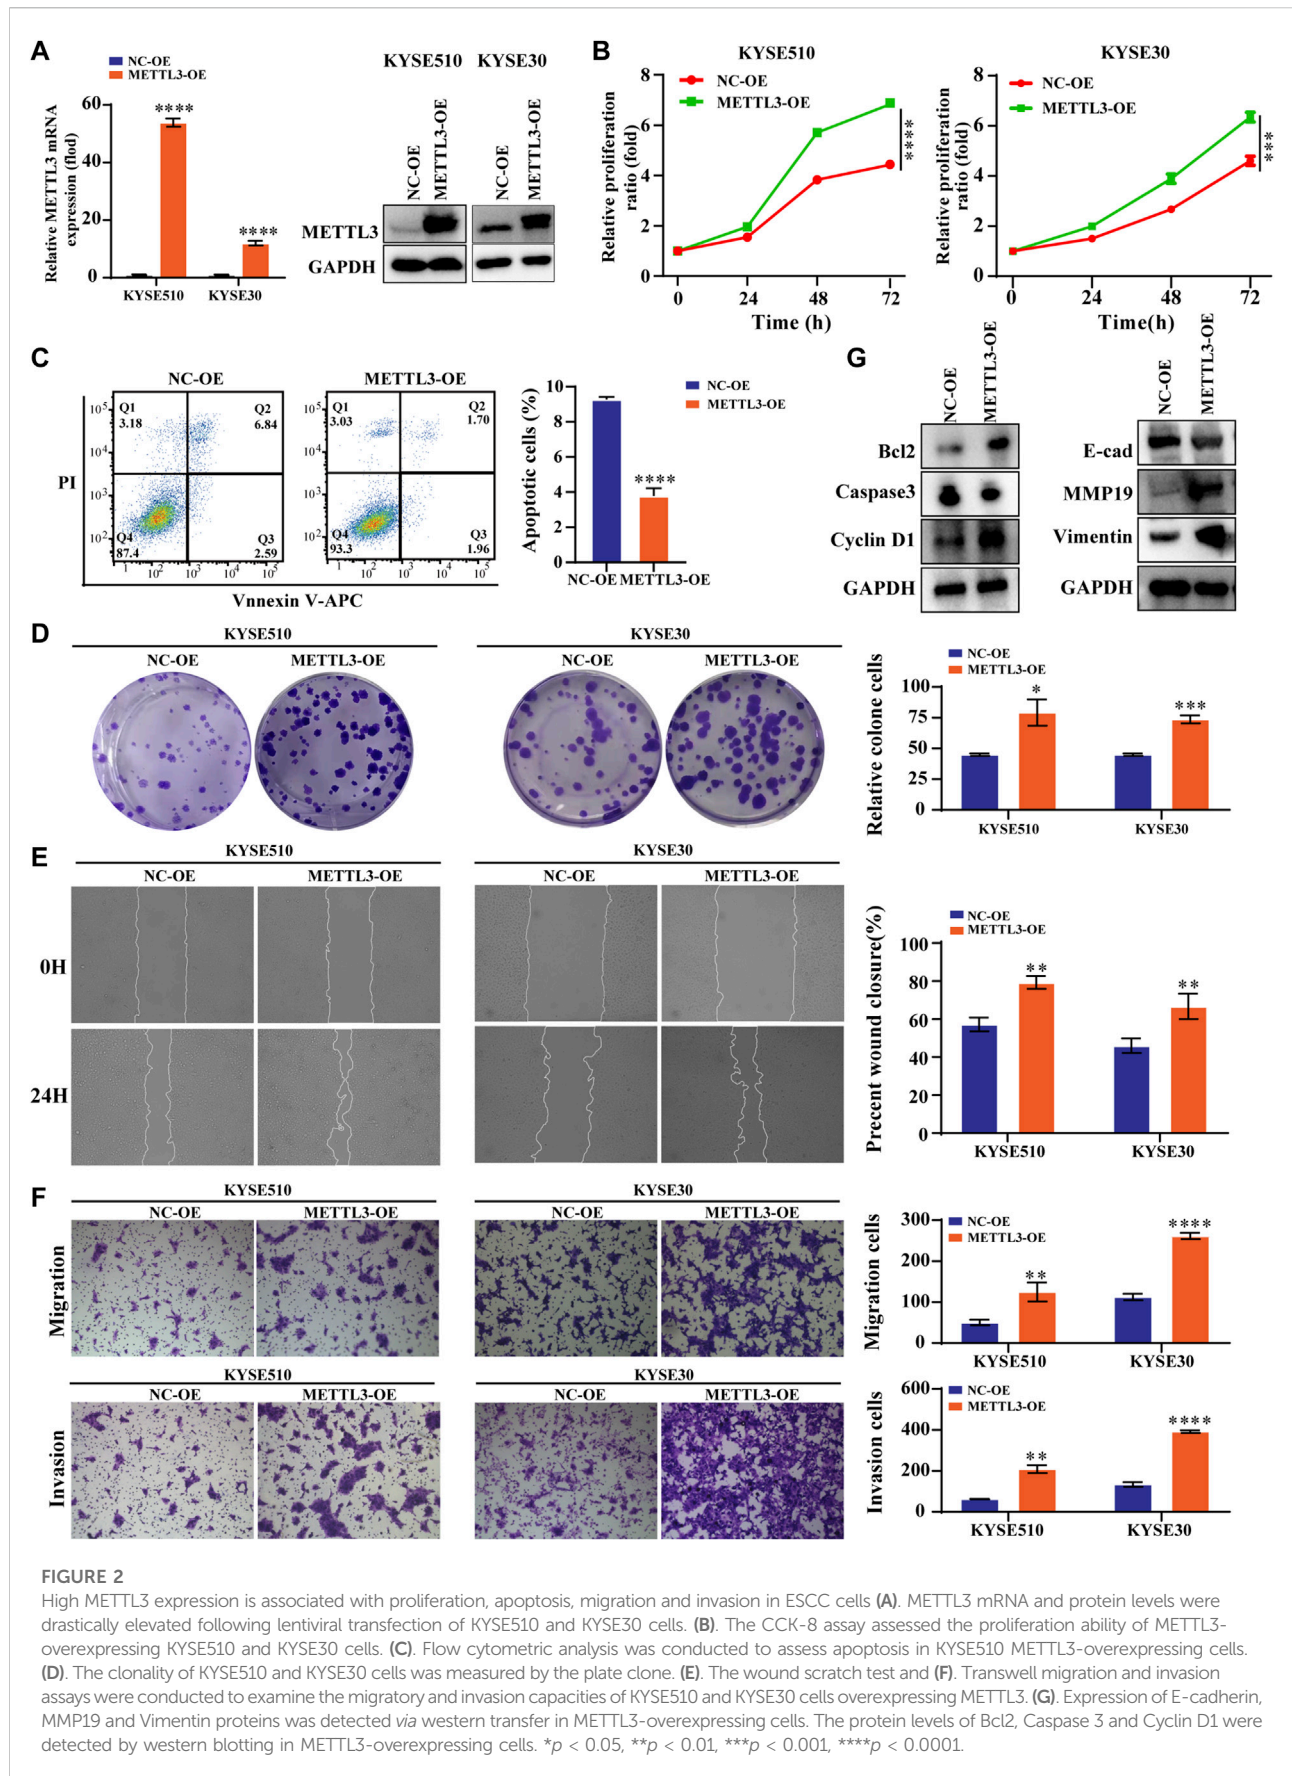 A
NC-OE
METTL3-OE
Relative METTL3 mRNA
expression (flod)
60
40
20
0
****
****
KYSE510
KYSE30
KYSE510 KYSE30
NC-OE
METTL3-OE
NC-OE
METTL3-OE
METTL3
GAPDH
B
KYSE510
NC-OE
METTL3-OE
Relative proliferation
ratio (fold)
8
6
4
2
0
****
0 24 48 72
Time (h)
KYSE30
NC-OE
METTL3-OE
Relative proliferation
ratio (fold)
8
6
4
2
0
***
0 24 48 72
Time(h)
C
NC-OE
METTL3-OE
PI
Q1
3.18
Q2
6.84
Q4
87.4
Q3
2.59
10⁵
10⁴
10³
10²
1 10² 10³ 10⁴ 10⁵
Q1
3.03
Q2
1.70
Q4
93.3
Q3
1.96
10⁵
10⁴
10³
10²
1 10² 10³ 10⁴ 10⁵
Vnnexin V-APC
Apoptotic cells (%)
10
8
6
4
2
0
****
NC-OE METTL3-OE
NC-OE
METTL3-OE
G
NC-OE
METTL3-OE
Bcl2
Caspase3
Cyclin D1
GAPDH
NC-OE
METTL3-OE
E-cad
MMP19
Vimentin
GAPDH
D
KYSE510
NC-OE METTL3-OE
KYSE30
NC-OE METTL3-OE
NC-OE
METTL3-OE
Relative colone cells
100
75
50
25
0
*
***
KYSE510 KYSE30
E
KYSE510
NC-OE METTL3-OE
KYSE30
NC-OE METTL3-OE
0H
24H
NC-OE
METTL3-OE
Precent wound closure(%)
100
80
60
40
20
0
**
**
KYSE510 KYSE30
F
KYSE510
NC-OE METTL3-OE
KYSE30
NC-OE METTL3-OE
Migration
NC-OE
METTL3-OE
Migration cells
300
200
100
0
**
****
KYSE510 KYSE30
KYSE510
NC-OE METTL3-OE
KYSE30
NC-OE METTL3-OE
Invasion
NC-OE
METTL3-OE
Invasion cells
600
400
200
0
**
****
KYSE510 KYSE30
FIGURE 2
High METTL3 expression is associated with proliferation, apoptosis, migration and invasion in ESCC cells (A). METTL3 mRNA and protein levels were
drastically elevated following lentiviral transfection of KYSE510 and KYSE30 cells. (B). The CCK-8 assay assessed the proliferation ability of METTL3-
overexpressing KYSE510 and KYSE30 cells. (C). Flow cytometric analysis was conducted to assess apoptosis in KYSE510 METTL3-overexpressing cells.
(D). The clonality of KYSE510 and KYSE30 cells was measured by the plate clone. (E). The wound scratch test and (F). Transwell migration and invasion
assays were conducted to examine the migratory and invasion capacities of KYSE510 and KYSE30 cells overexpressing METTL3. (G). Expression of E-cadherin,
MMP19 and Vimentin proteins was detected via western transfer in METTL3-overexpressing cells. The protein levels of Bcl2, Caspase 3 and Cyclin D1 were
detected by western blotting in METTL3-overexpressing cells. *p < 0.05, **p < 0.01, ***p < 0.001, ****p < 0.0001.